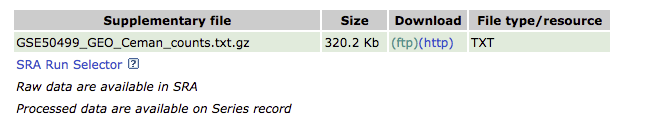 Supplementary file Size Download File type/resource
GSE50499_GEO_Ceman_counts.txt.gz 320.2 Kb (ftp)(http) TXT
SRA Run Selector ?
Raw data are available in SRA
Processed data are available on Series record